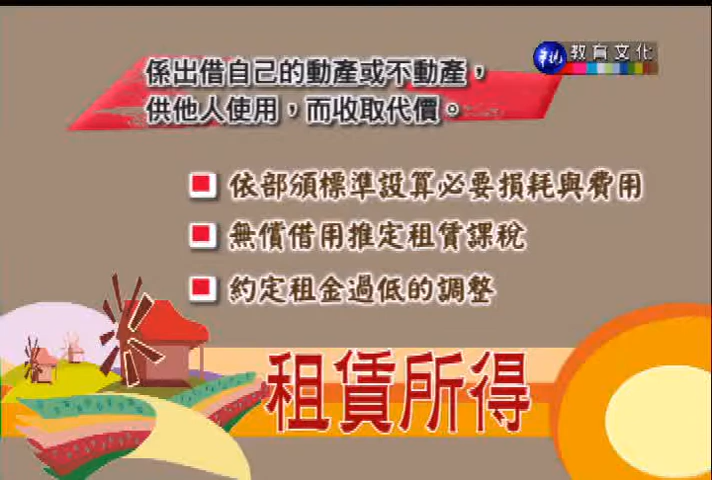 華視 教育文化
係出借自己的動產或不動產，
供他人使用，而收取代價。
依部頒標準設算必要損耗與費用
無償借用推定租賃課稅
約定租金過低的調整
租賃所得